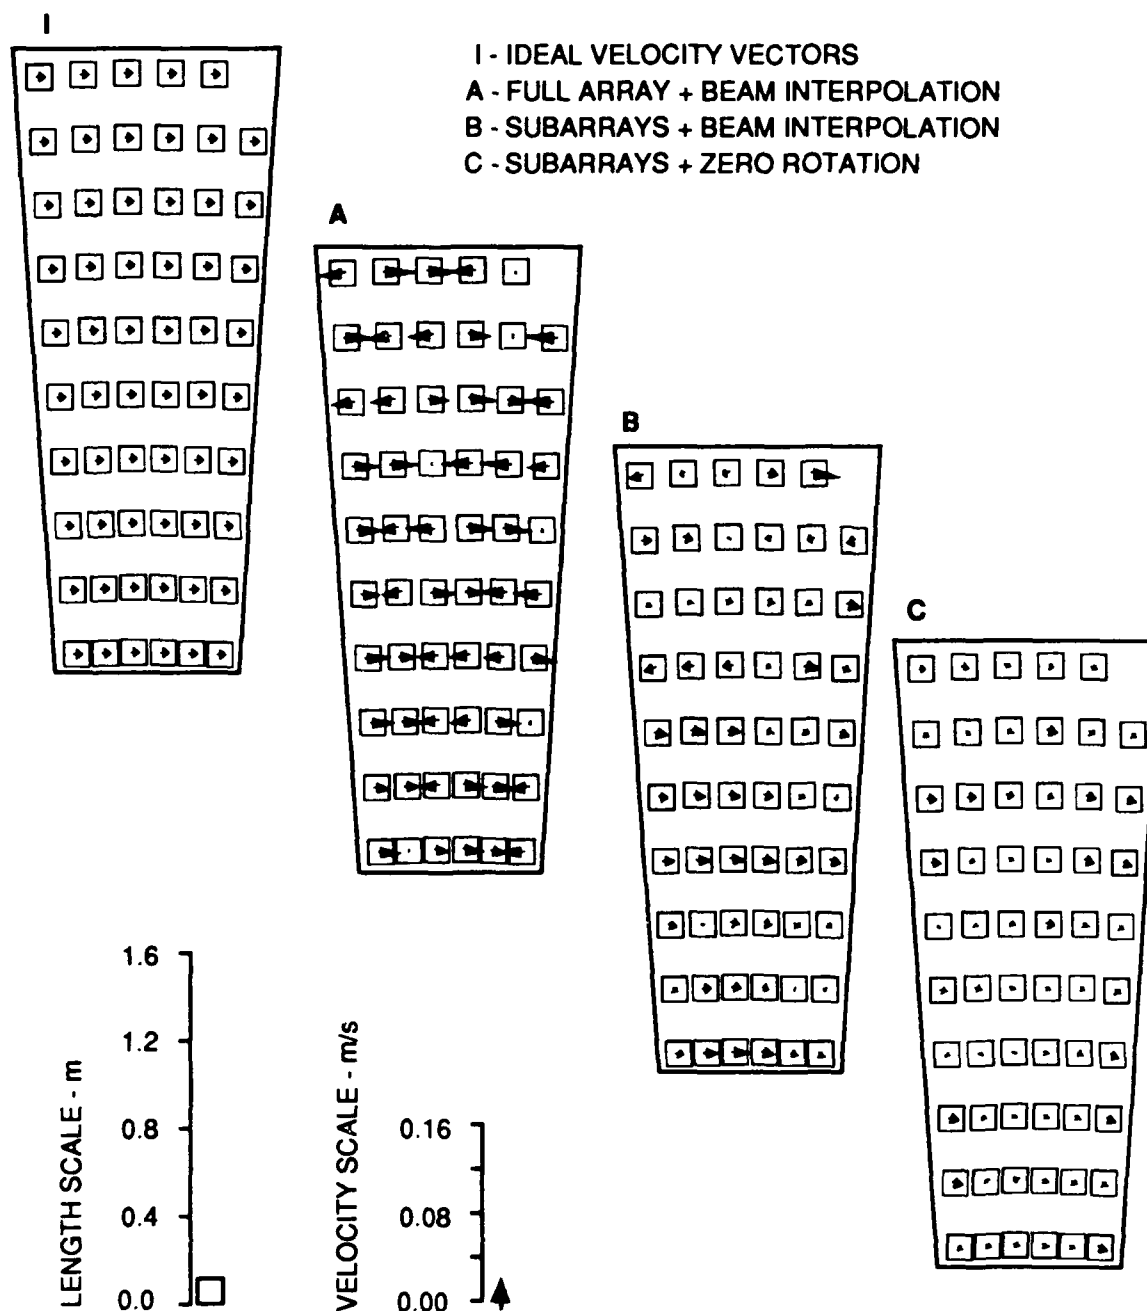 I
I - IDEAL VELOCITY VECTORS
A - FULL ARRAY + BEAM INTERPOLATION
B - SUBARRAYS + BEAM INTERPOLATION
C - SUBARRAYS + ZERO ROTATION
A
B
C
LENGTH SCALE - m
1.6
1.2
0.8
0.4
0.0
VELOCITY SCALE - m/s
0.16
0.08
0.00